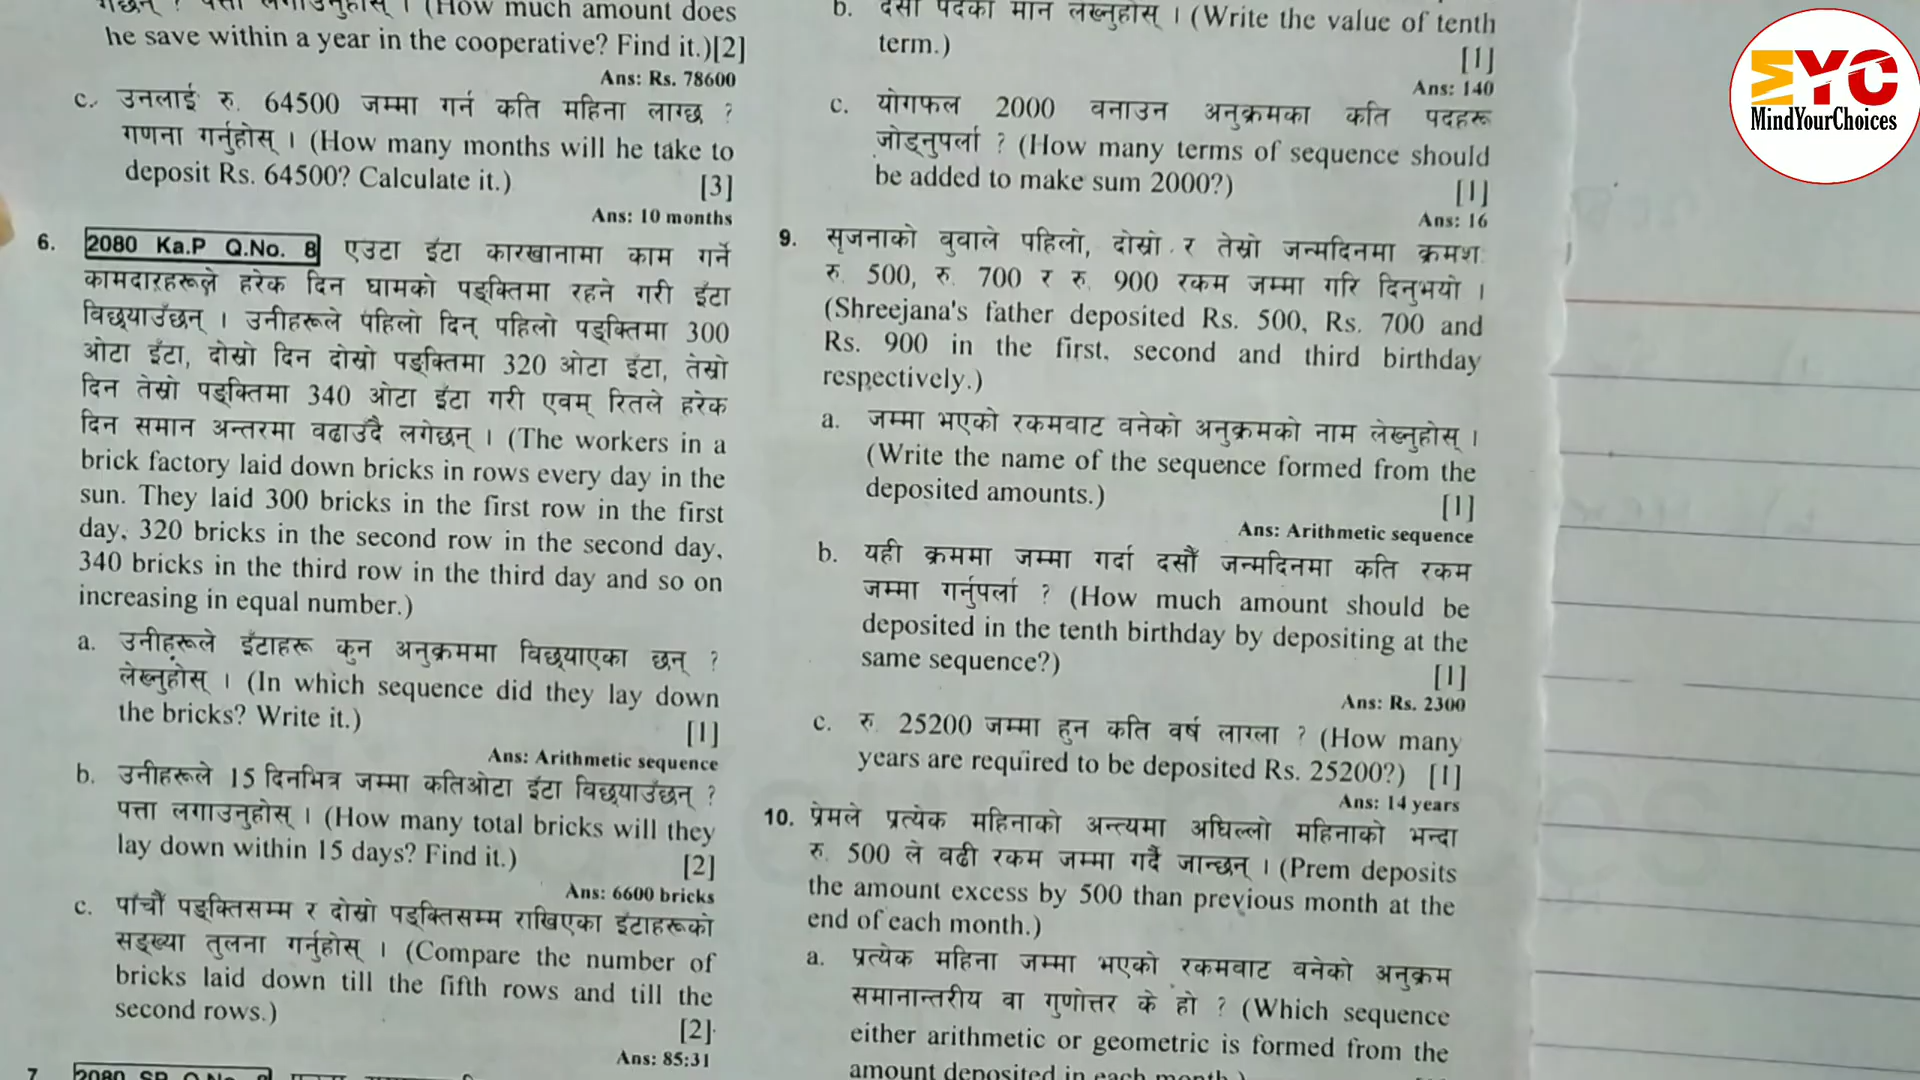 (How much amount does
he save within a year in the cooperative? Find it.)[2]
Ans: Rs. 78600
c. उनलाई रु. 64500 जम्मा गर्न कति महिना लाग्छ ?
गणना गर्नुहोस् । (How many months will he take to
deposit Rs. 64500? Calculate it.) [3]
Ans: 10 months
6. 2080 Ka.P Q.No. 8 एउटा इँटा कारखानामा काम गर्ने
कामदारहरूले हरेक दिन घामको पङ्क्तिमा रहने गरी इँटा
विछ्याउँछन् । उनीहरूले पहिलो दिन् पहिलो पङ्क्तिमा 300
ओटा इँटा, दोस्रो दिन दोस्रो पङ्क्तिमा 320 ओटा इँटा, तेस्रो
दिन तेस्रो पङ्क्तिमा 340 ओटा इँटा गरी एवम् रितले हरेक
दिन समान अन्तरमा वढाउँदै लगेछन् । (The workers in a
brick factory laid down bricks in rows every day in the
sun. They laid 300 bricks in the first row in the first
day, 320 bricks in the second row in the second day,
340 bricks in the third row in the third day and so on
increasing in equal number.)
a. उनीहरूले इँटाहरू कुन अनुक्रममा विछ्याएका छन् ?
लेख्नुहोस् । (In which sequence did they lay down
the bricks? Write it.) [1]
Ans: Arithmetic sequence
b. उनीहरूले 15 दिनभित्र जम्मा कतिओटा इँटा विछ्याउँछन् ?
पत्ता लगाउनुहोस् । (How many total bricks will they
lay down within 15 days? Find it.) [2]
Ans: 6600 bricks
c. पाँचौं पङ्क्तिसम्म र दोस्रो पङ्क्तिसम्म राखिएका इँटाहरूको
सङ्ख्या तुलना गर्नुहोस् । (Compare the number of
bricks laid down till the fifth rows and till the
second rows.) [2]
Ans: 85:31
7 2080 SP Q.No.
b. दसौं पदको मान लेख्नुहोस् । (Write the value of tenth
term.) [1]
Ans: 140
c. योगफल 2000 वनाउन अनुक्रमका कति पदहरू
जोड्नुपर्ला ? (How many terms of sequence should
be added to make sum 2000?) [1]
Ans: 16
9. सृजनाको वुवाले पहिलो, दोस्रो र तेस्रो जन्मदिनमा क्रमशः
रु. 500, रु. 700 र रु. 900 रकम जम्मा गरि दिनुभयो ।
(Shreejana's father deposited Rs. 500, Rs. 700 and
Rs. 900 in the first, second and third birthday
respectively.)
a. जम्मा भएको रकमवाट वनेको अनुक्रमको नाम लेख्नुहोस् ।
(Write the name of the sequence formed from the
deposited amounts.) [1]
Ans: Arithmetic sequence
b. यही क्रममा जम्मा गर्दा दसौं जन्मदिनमा कति रकम
जम्मा गर्नुपर्ला ? (How much amount should be
deposited in the tenth birthday by depositing at the
same sequence?) [1]
Ans: Rs. 2300
c. रु. 25200 जम्मा हुन कति वर्ष लाग्ला ? (How many
years are required to be deposited Rs. 25200?) [1]
Ans: 14 years
10. प्रेमले प्रत्येक महिनाको अन्त्यमा अघिल्लो महिनाको भन्दा
रु. 500 ले वढी रकम जम्मा गर्दै जान्छन् । (Prem deposits
the amount excess by 500 than previous month at the
end of each month.)
a. प्रत्येक महिना जम्मा भएको रकमवाट वनेको अनुक्रम
समानान्तरीय वा गुणोत्तर के हो ? (Which sequence
either arithmetic or geometric is formed from the
amount deposited in each month.)
MYC
MindYourChoices